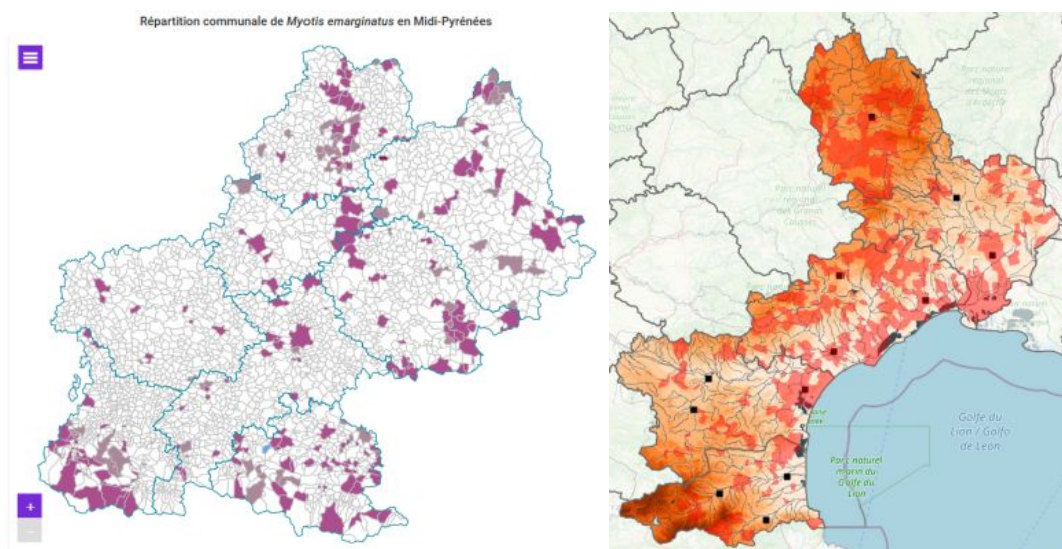 Répartition communale de Myotis emarginatus en Midi-Pyrénées
+
−
Parc naturel
régional
des Monts
d'Ardèche
Parc naturel
régional
des Grands
Causses
Golfe du
Lion / Golfo
de León
Parc naturel
marin du
Golfe du
Lion